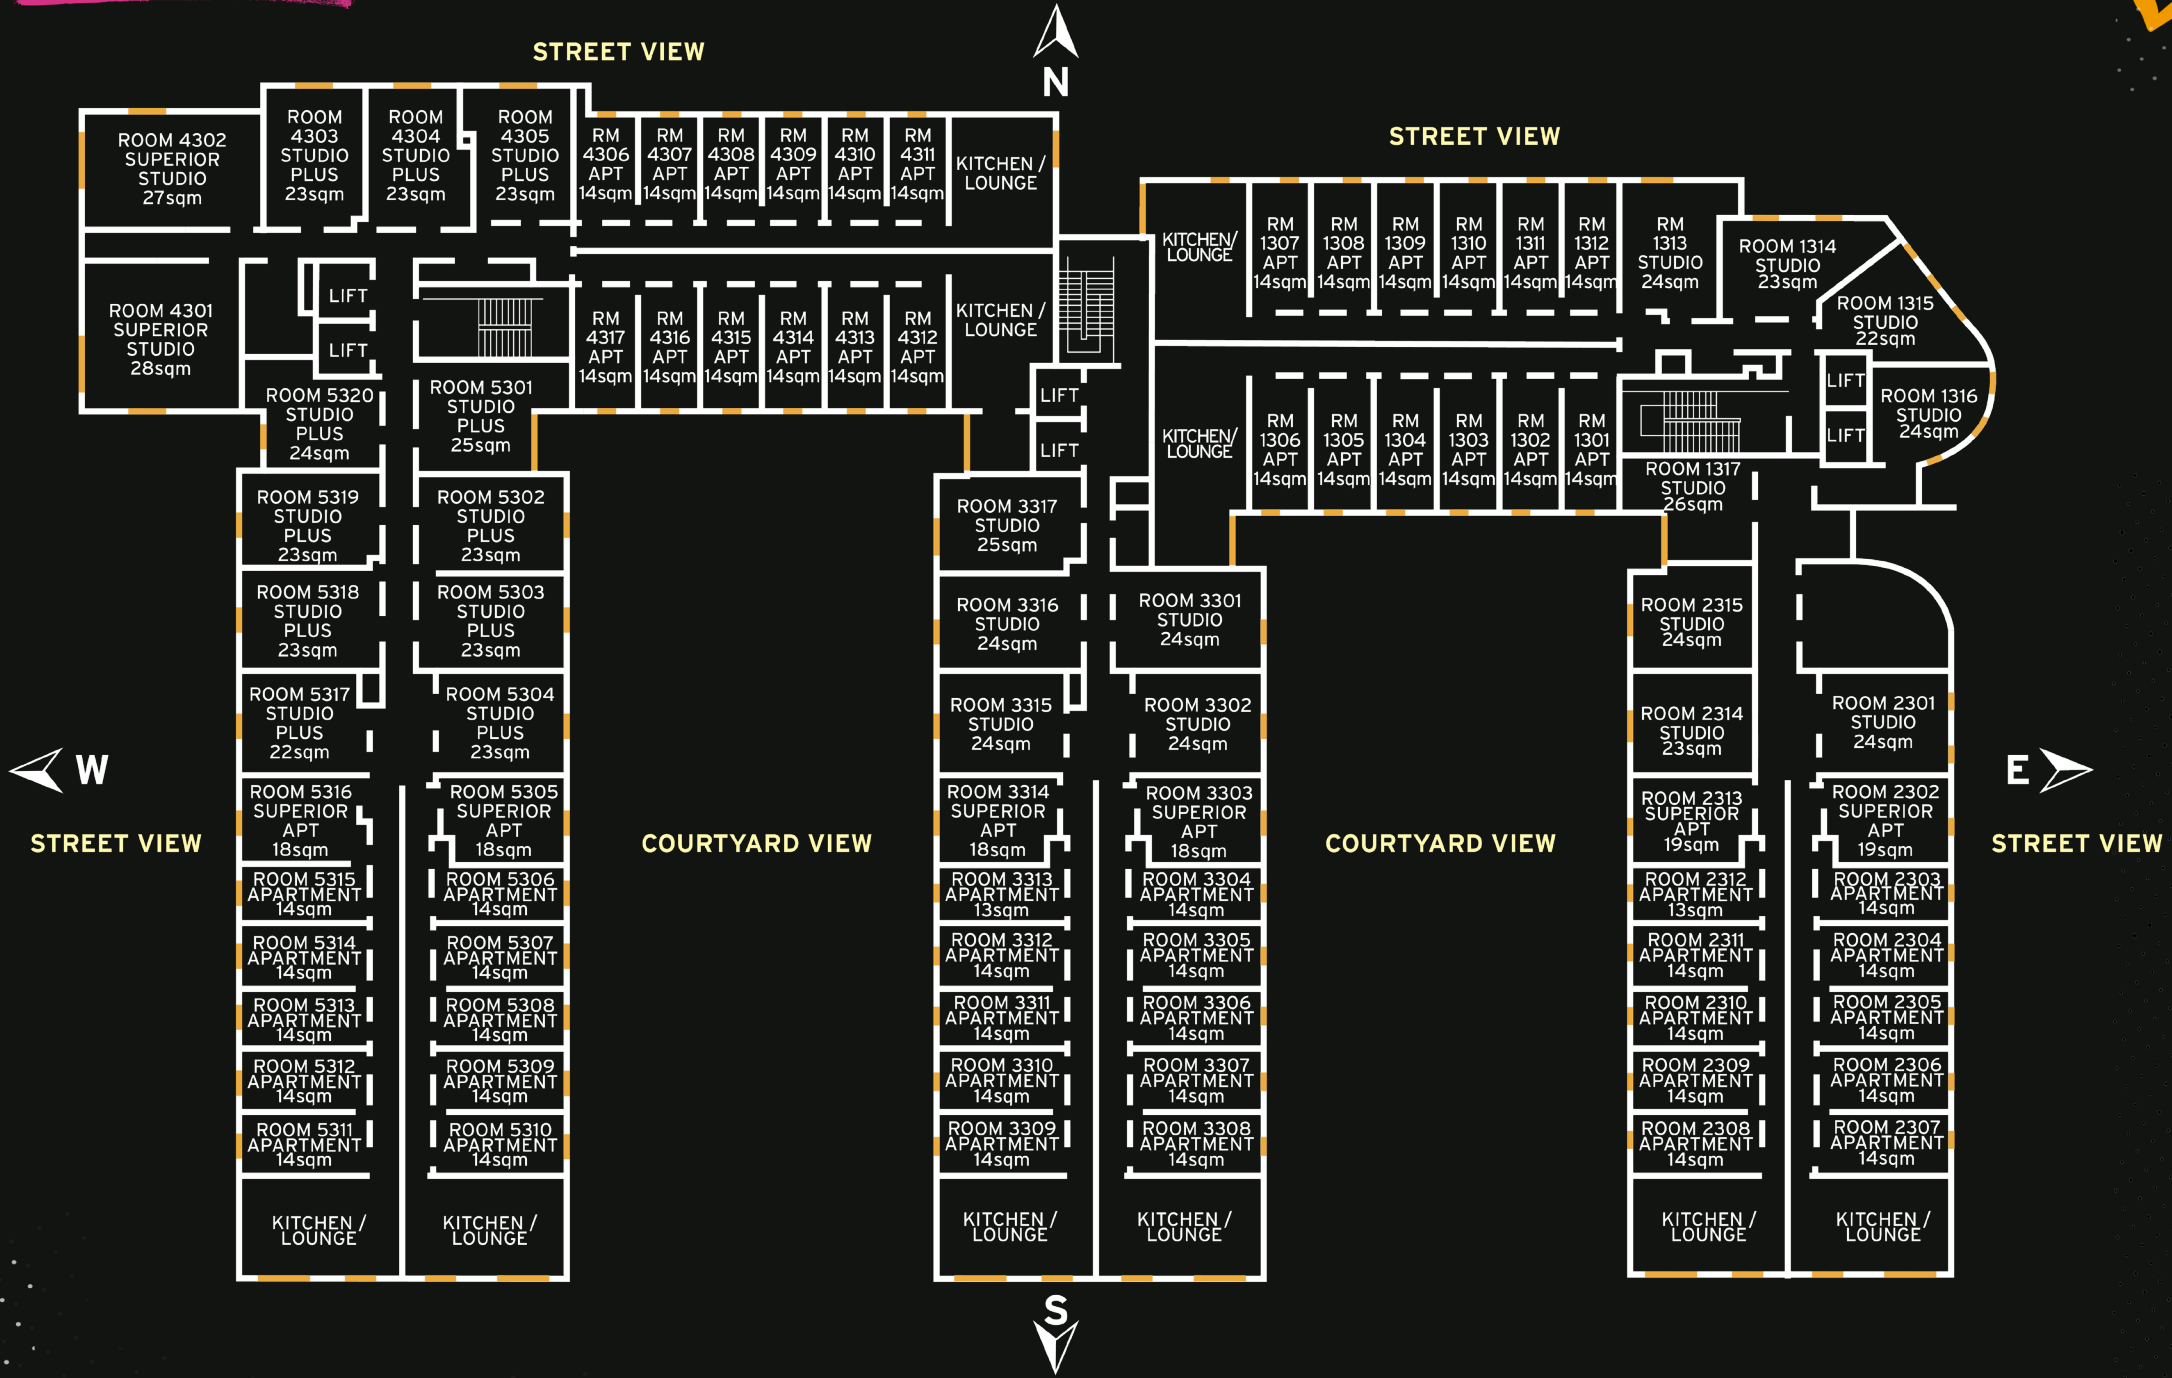 STREET VIEW
N
STREET VIEW
ROOM 4302
SUPERIOR
STUDIO
27sqm
ROOM
4303
STUDIO
PLUS
23sqm
ROOM
4304
STUDIO
PLUS
23sqm
ROOM
4305
STUDIO
PLUS
23sqm
RM
4306
APT
14sqm
RM
4307
APT
14sqm
RM
4308
APT
14sqm
RM
4309
APT
14sqm
RM
4310
APT
14sqm
RM
4311
APT
14sqm
KITCHEN /
LOUNGE
ROOM 4301
SUPERIOR
STUDIO
28sqm
LIFT
LIFT
RM
4317
APT
14sqm
RM
4316
APT
14sqm
RM
4315
APT
14sqm
RM
4314
APT
14sqm
RM
4313
APT
14sqm
RM
4312
APT
14sqm
KITCHEN /
LOUNGE
LIFT
LIFT
KITCHEN/
LOUNGE
RM
1307
APT
14sqm
RM
1308
APT
14sqm
RM
1309
APT
14sqm
RM
1310
APT
14sqm
RM
1311
APT
14sqm
RM
1312
APT
14sqm
RM
1313
STUDIO
24sqm
ROOM 1314
STUDIO
23sqm
ROOM 1315
STUDIO
22sqm
LIFT
LIFT
ROOM 1316
STUDIO
24sqm
KITCHEN/
LOUNGE
RM
1306
APT
14sqm
RM
1305
APT
14sqm
RM
1304
APT
14sqm
RM
1303
APT
14sqm
RM
1302
APT
14sqm
RM
1301
APT
14sqm
ROOM 1317
STUDIO
26sqm
ROOM 5320
STUDIO
PLUS
24sqm
ROOM 5301
STUDIO
PLUS
25sqm
ROOM 5319
STUDIO
PLUS
23sqm
ROOM 5302
STUDIO
PLUS
23sqm
ROOM 5318
STUDIO
PLUS
23sqm
ROOM 5303
STUDIO
PLUS
23sqm
ROOM 5317
STUDIO
PLUS
22sqm
ROOM 5304
STUDIO
PLUS
23sqm
ROOM 5316
SUPERIOR
APT
18sqm
ROOM 5305
SUPERIOR
APT
18sqm
ROOM 5315
APARTMENT
14sqm
ROOM 5306
APARTMENT
14sqm
ROOM 5314
APARTMENT
14sqm
ROOM 5307
APARTMENT
14sqm
ROOM 5313
APARTMENT
14sqm
ROOM 5308
APARTMENT
14sqm
ROOM 5312
APARTMENT
14sqm
ROOM 5309
APARTMENT
14sqm
ROOM 5311
APARTMENT
14sqm
ROOM 5310
APARTMENT
14sqm
KITCHEN /
LOUNGE
KITCHEN /
LOUNGE
W
STREET VIEW
COURTYARD VIEW
ROOM 3317
STUDIO
25sqm
ROOM 3316
STUDIO
24sqm
ROOM 3301
STUDIO
24sqm
ROOM 3315
STUDIO
24sqm
ROOM 3302
STUDIO
24sqm
ROOM 3314
SUPERIOR
APT
18sqm
ROOM 3303
SUPERIOR
APT
18sqm
ROOM 3313
APARTMENT
13sqm
ROOM 3304
APARTMENT
14sqm
ROOM 3312
APARTMENT
14sqm
ROOM 3305
APARTMENT
14sqm
ROOM 3311
APARTMENT
14sqm
ROOM 3306
APARTMENT
14sqm
ROOM 3310
APARTMENT
14sqm
ROOM 3307
APARTMENT
14sqm
ROOM 3309
APARTMENT
14sqm
ROOM 3308
APARTMENT
14sqm
KITCHEN /
LOUNGE
KITCHEN /
LOUNGE
COURTYARD VIEW
ROOM 2315
STUDIO
24sqm
ROOM 2314
STUDIO
23sqm
ROOM 2301
STUDIO
24sqm
ROOM 2313
SUPERIOR
APT
19sqm
ROOM 2302
SUPERIOR
APT
19sqm
ROOM 2312
APARTMENT
13sqm
ROOM 2303
APARTMENT
14sqm
ROOM 2311
APARTMENT
14sqm
ROOM 2304
APARTMENT
14sqm
ROOM 2310
APARTMENT
14sqm
ROOM 2305
APARTMENT
14sqm
ROOM 2309
APARTMENT
14sqm
ROOM 2306
APARTMENT
14sqm
ROOM 2308
APARTMENT
14sqm
ROOM 2307
APARTMENT
14sqm
KITCHEN /
LOUNGE
KITCHEN /
LOUNGE
E
STREET VIEW
S